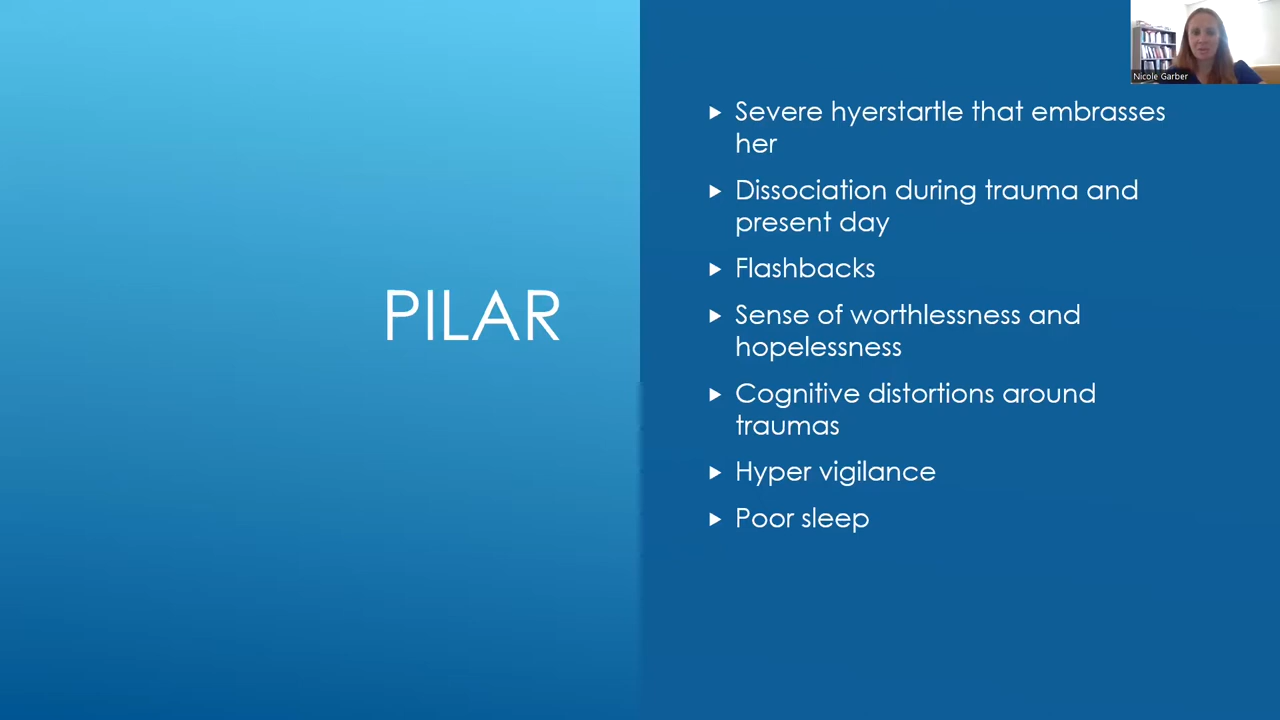 Nicole Garber
PILAR
Severe hyerstartle that embrasses
her
Dissociation during trauma and
present day
Flashbacks
Sense of worthlessness and
hopelessness
Cognitive distortions around
traumas
Hyper vigilance
Poor sleep